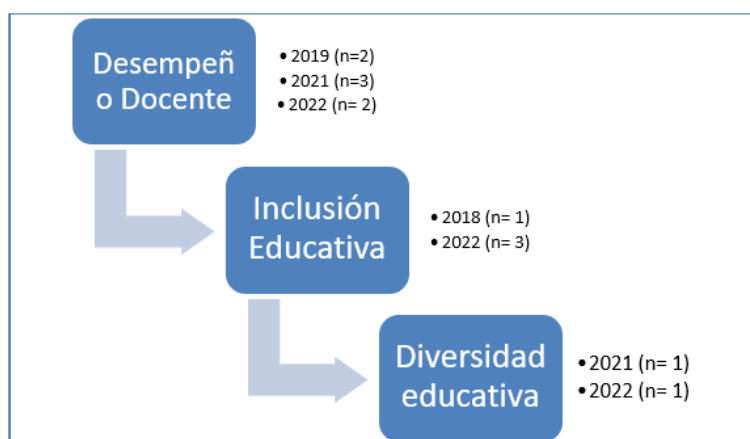 Desempeñ
o Docente
• 2019 (n=2)
• 2021 (n=3)
• 2022 (n= 2)
Inclusión
Educativa
• 2018 (n= 1)
• 2022 (n= 3)
Diversidad
educativa
• 2021 (n= 1)
• 2022 (n= 1)